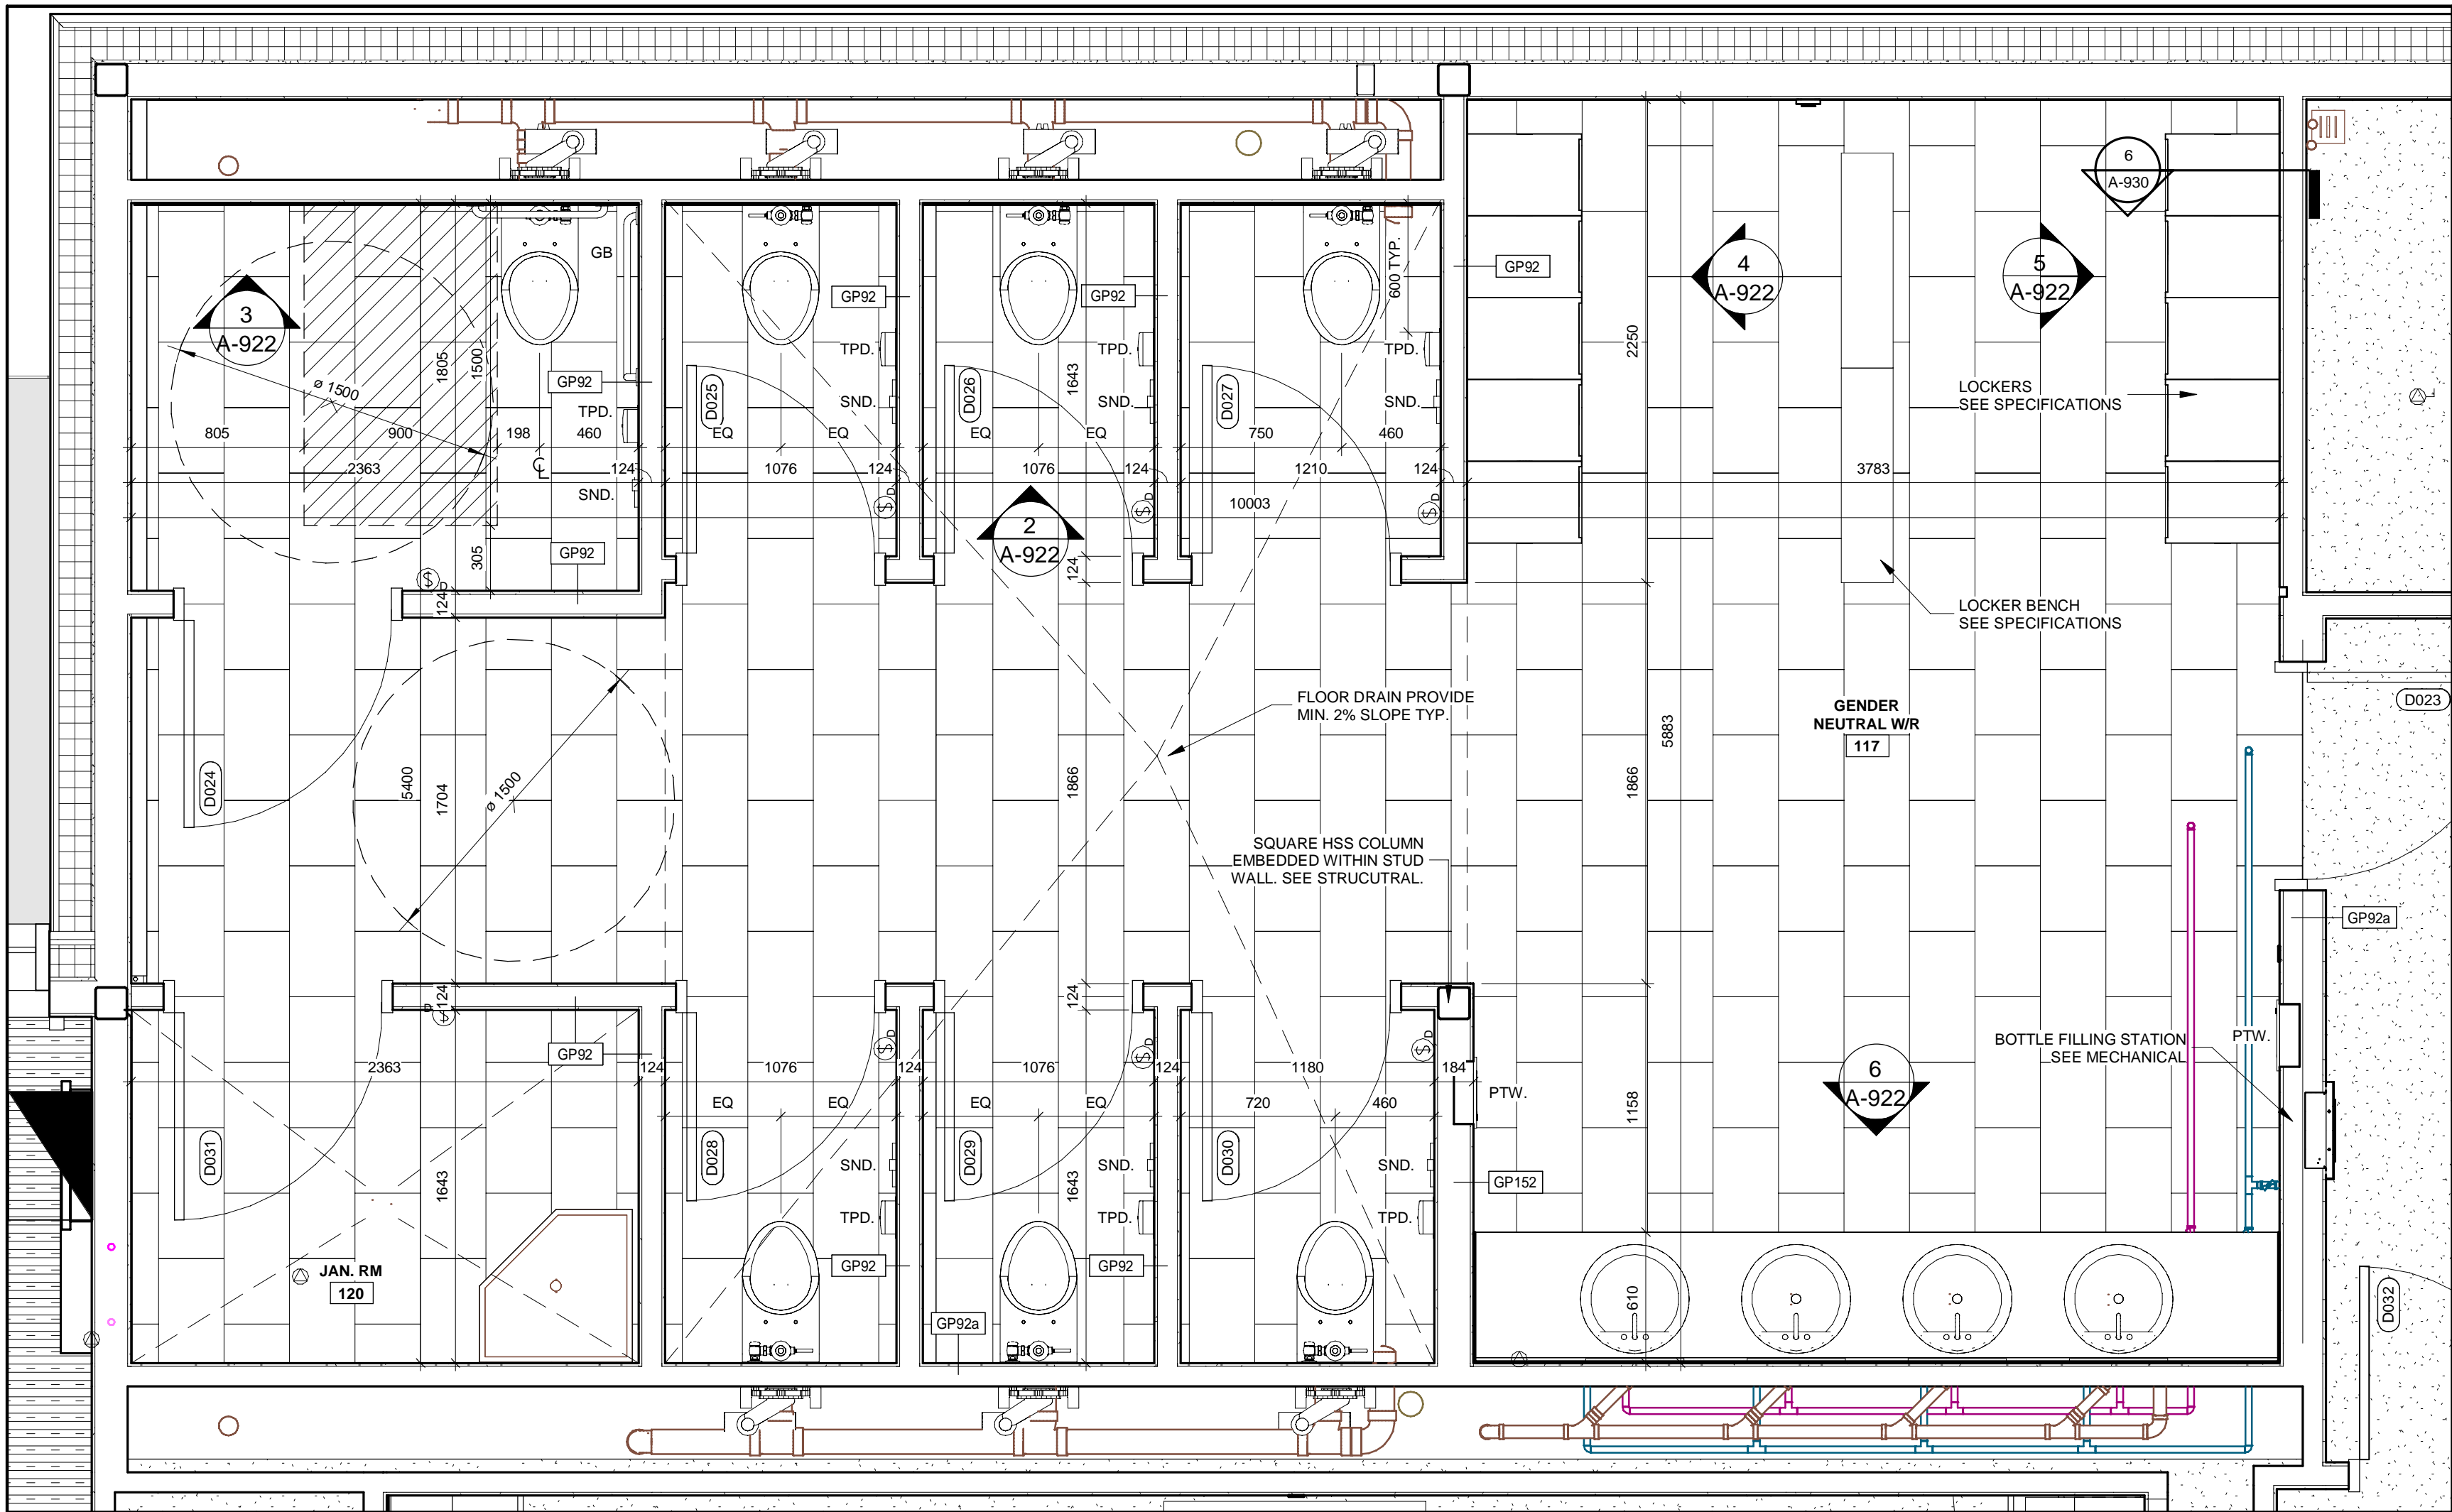 6
A-930
GB
3
A-922
GP92
GP92
GP92
4
A-922
5
A-922
600 TYP.
TPD.
TPD.
TPD.
1805
1500
ø 1500
GP92
TPD.
D025
D026
D027
1643
2250
LOCKERS
SEE SPECIFICATIONS
SND.
SND.
SND.
805
900
198
460
EQ
EQ
EQ
EQ
750
460
2363
CL
124
1076
124
1076
124
1210
124
3783
SND.
10003
D
D
D
2
A-922
GP92
305
124
D
124
LOCKER BENCH
SEE SPECIFICATIONS
FLOOR DRAIN PROVIDE
MIN. 2% SLOPE TYP.
GENDER
NEUTRAL W/R
117
D023
5883
D024
5400
1704
ø 1500
1866
1866
SQUARE HSS COLUMN
EMBEDDED WITHIN STUD
WALL. SEE STRUCUTRAL.
GP92a
124
D
124
D
D
D
GP92
2363
124
1076
124
1076
124
1180
184
BOTTLE FILLING STATION
SEE MECHANICAL
PTW.
PTW.
6
A-922
EQ
EQ
EQ
EQ
720
460
1158
D031
D028
D029
D030
SND.
SND.
SND.
1643
1643
GP152
TPD.
TPD.
TPD.
GP92
GP92
JAN. RM
120
610
D032
GP92a